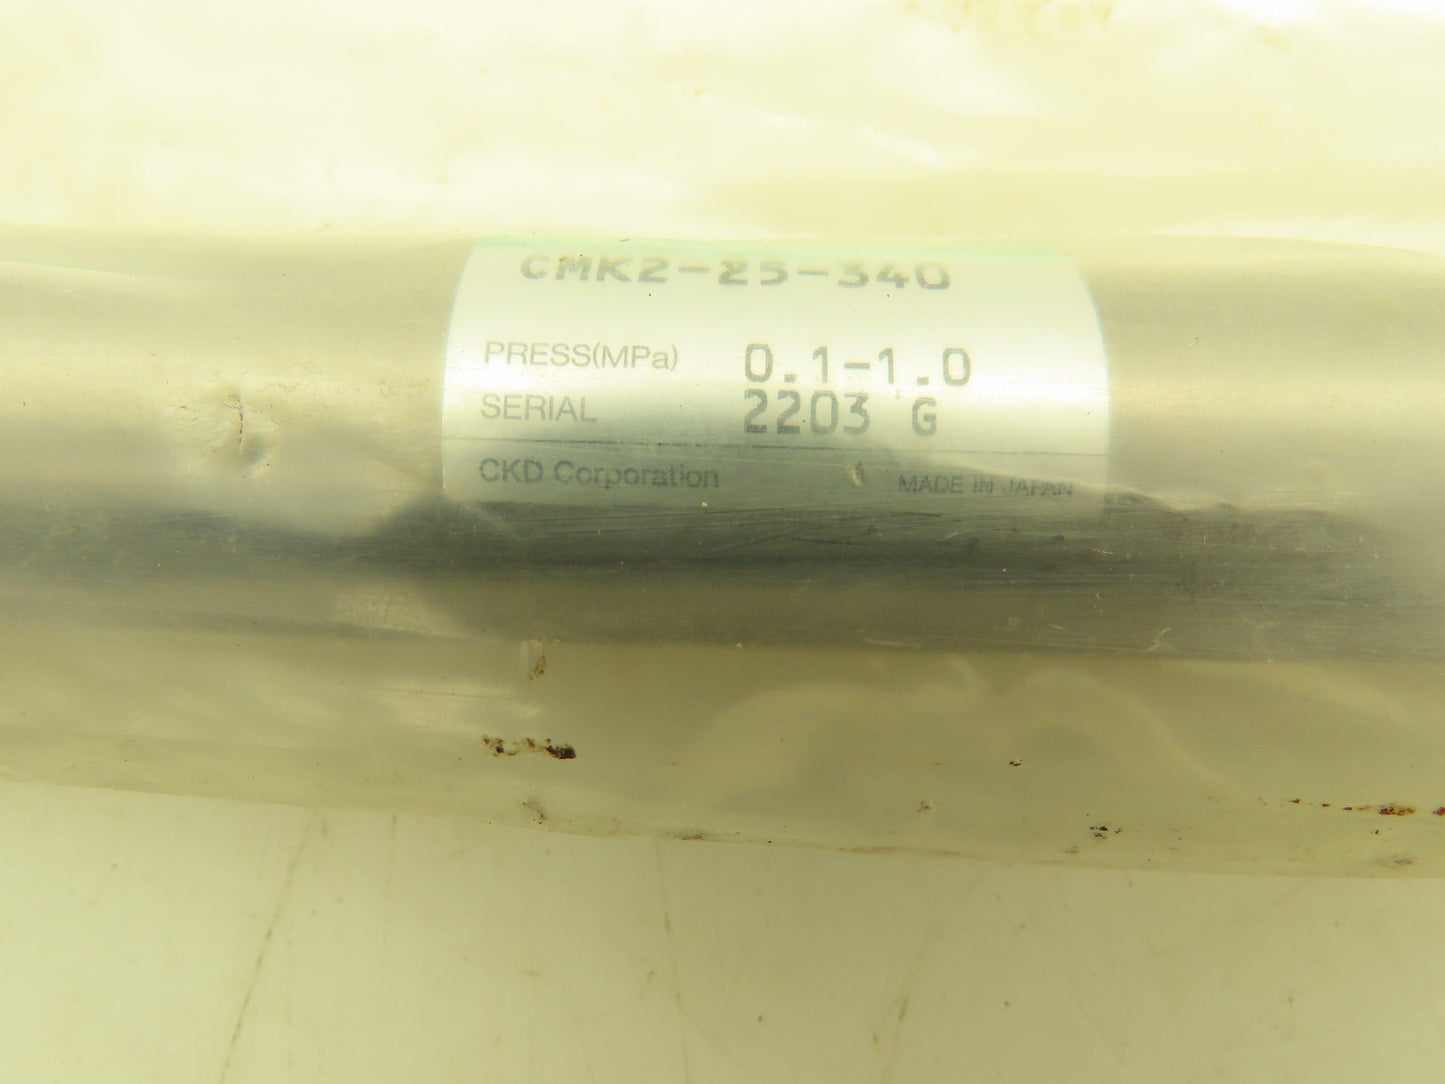 CMK2-25-340
PRESS(MPa) 0.1-1.0
SERIAL 2203 G
CKD Corporation MADE IN JAPAN